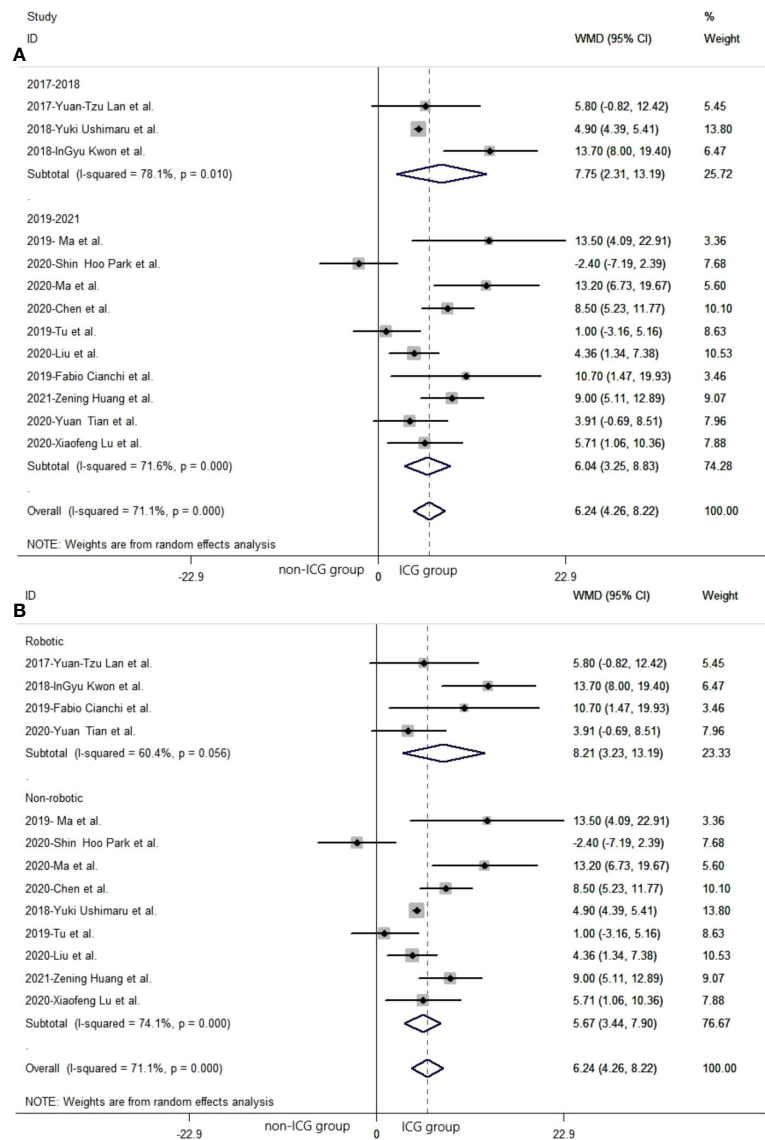 Study %
ID WMD (95% CI) Weight
A
2017-2018
2017-Yuan-Tzu Lan et al. 5.80 (-0.82, 12.42) 5.45
2018-Yuki Ushimaru et al. 4.90 (4.39, 5.41) 13.80
2018-InGyu Kwon et al. 13.70 (8.00, 19.40) 6.47
Subtotal (I-squared = 78.1%, p = 0.010) 7.75 (2.31, 13.19) 25.72
.
2019-2021
2019- Ma et al. 13.50 (4.09, 22.91) 3.36
2020-Shin Hoo Park et al. -2.40 (-7.19, 2.39) 7.68
2020-Ma et al. 13.20 (6.73, 19.67) 5.60
2020-Chen et al. 8.50 (5.23, 11.77) 10.10
2019-Tu et al. 1.00 (-3.16, 5.16) 8.63
2020-Liu et al. 4.36 (1.34, 7.38) 10.53
2019-Fabio Cianchi et al. 10.70 (1.47, 19.93) 3.46
2021-Zening Huang et al. 9.00 (5.11, 12.89) 9.07
2020-Yuan Tian et al. 3.91 (-0.69, 8.51) 7.96
2020-Xiaofeng Lu et al. 5.71 (1.06, 10.36) 7.88
Subtotal (I-squared = 71.6%, p = 0.000) 6.04 (3.25, 8.83) 74.28
.
Overall (I-squared = 71.1%, p = 0.000) 6.24 (4.26, 8.22) 100.00
NOTE: Weights are from random effects analysis
non-ICG group ICG group
-22.9 0 22.9
ID WMD (95% CI) Weight
B
Robotic
2017-Yuan-Tzu Lan et al. 5.80 (-0.82, 12.42) 5.45
2018-InGyu Kwon et al. 13.70 (8.00, 19.40) 6.47
2019-Fabio Cianchi et al. 10.70 (1.47, 19.93) 3.46
2020-Yuan Tian et al. 3.91 (-0.69, 8.51) 7.96
Subtotal (I-squared = 60.4%, p = 0.056) 8.21 (3.23, 13.19) 23.33
.
Non-robotic
2019- Ma et al. 13.50 (4.09, 22.91) 3.36
2020-Shin Hoo Park et al. -2.40 (-7.19, 2.39) 7.68
2020-Ma et al. 13.20 (6.73, 19.67) 5.60
2020-Chen et al. 8.50 (5.23, 11.77) 10.10
2018-Yuki Ushimaru et al. 4.90 (4.39, 5.41) 13.80
2019-Tu et al. 1.00 (-3.16, 5.16) 8.63
2020-Liu et al. 4.36 (1.34, 7.38) 10.53
2021-Zening Huang et al. 9.00 (5.11, 12.89) 9.07
2020-Xiaofeng Lu et al. 5.71 (1.06, 10.36) 7.88
Subtotal (I-squared = 74.1%, p = 0.000) 5.67 (3.44, 7.90) 76.67
.
Overall (I-squared = 71.1%, p = 0.000) 6.24 (4.26, 8.22) 100.00
NOTE: Weights are from random effects analysis
non-ICG group ICG group
-22.9 0 22.9